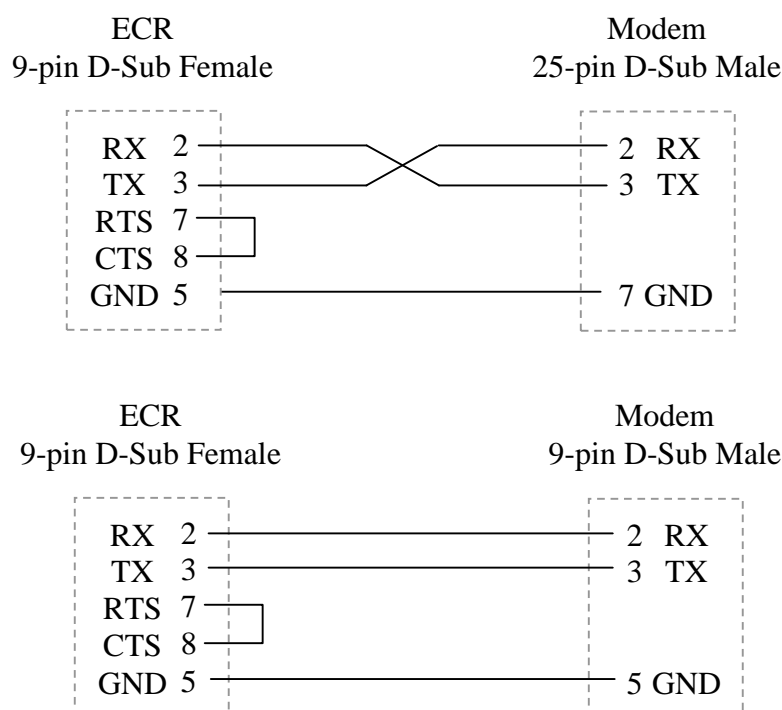 ECR
9-pin D-Sub Female
Modem
25-pin D-Sub Male
RX 2
TX 3
RTS 7
CTS 8
GND 5
2 RX
3 TX
7 GND
ECR
9-pin D-Sub Female
Modem
9-pin D-Sub Male
RX 2
TX 3
RTS 7
CTS 8
GND 5
2 RX
3 TX
5 GND